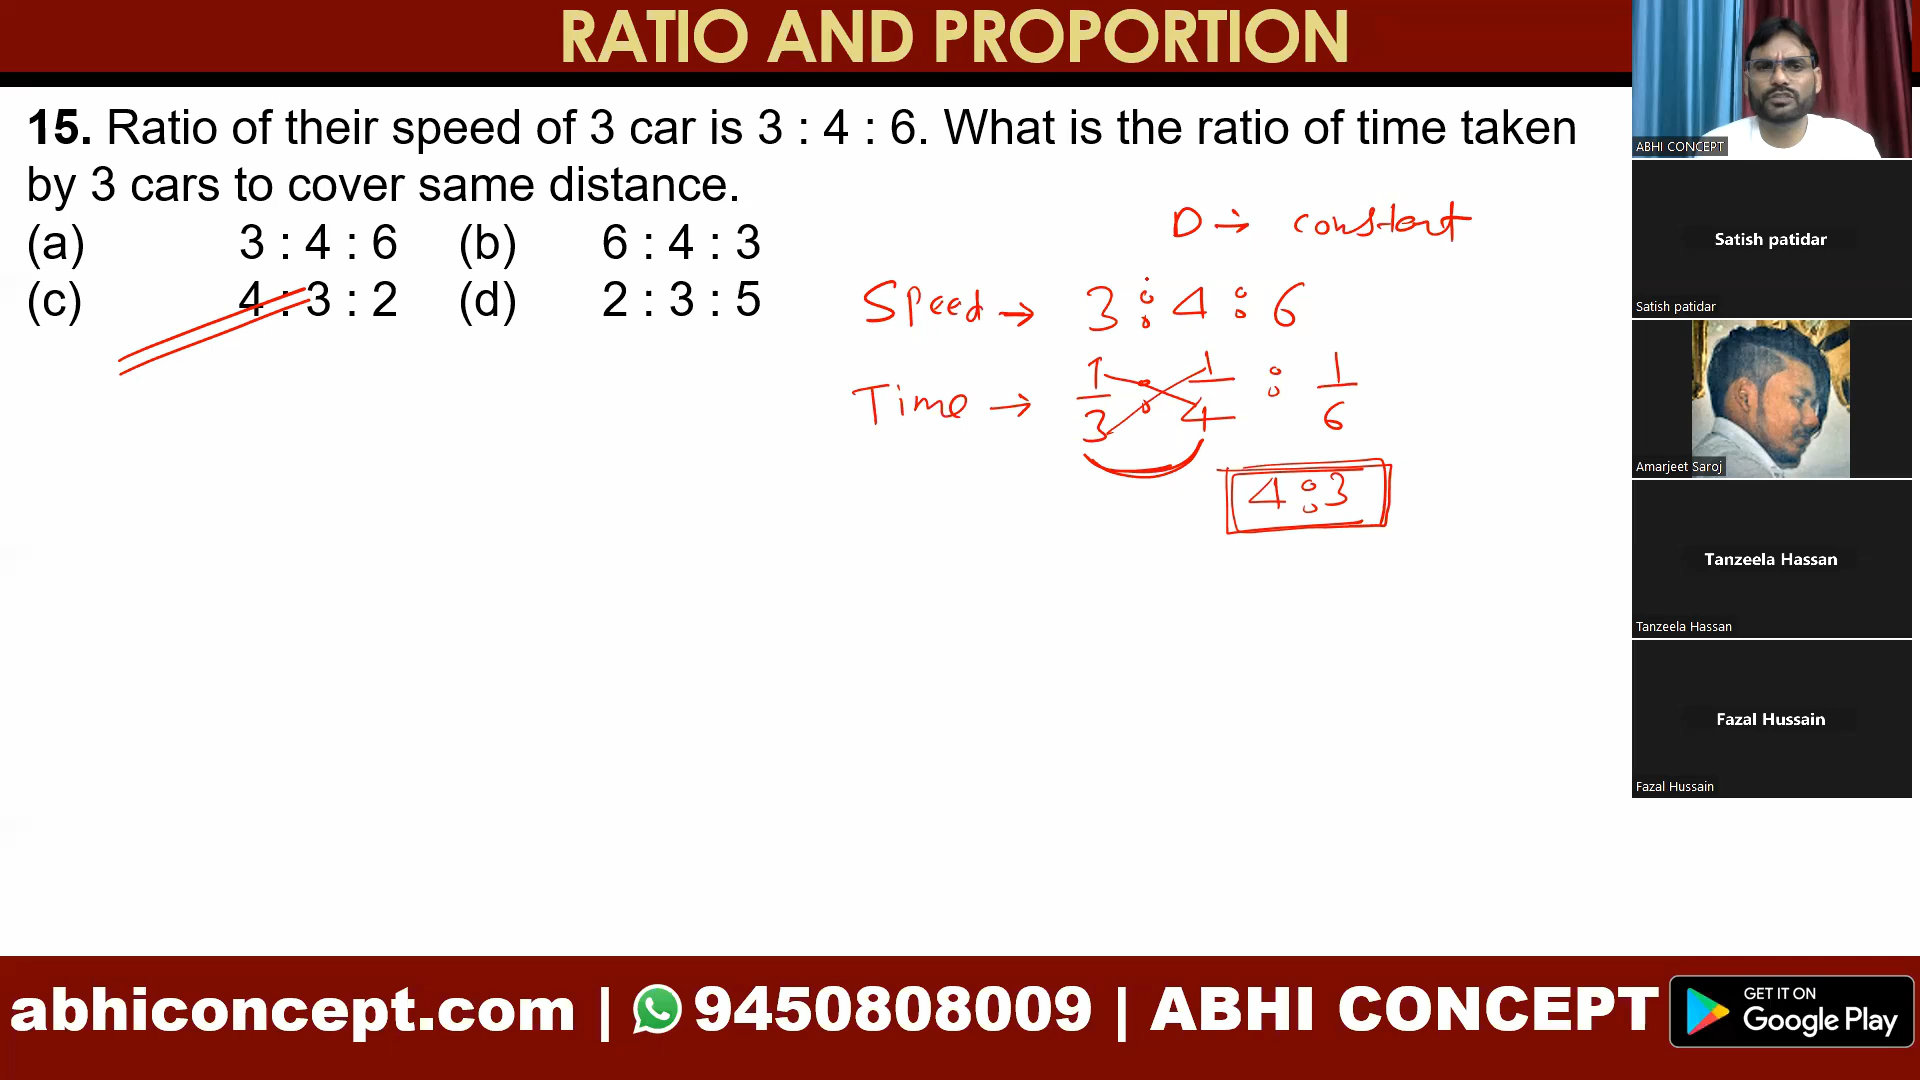 RATIO AND PROPORTION
15. Ratio of their speed of 3 car is 3 : 4 : 6. What is the ratio of time taken
by 3 cars to cover same distance.
(a) 3 : 4 : 6 (b) 6 : 4 : 3
(c) 4 : 3 : 2 (d) 2 : 3 : 5
D → constant
Speed → 3 : 4 : 6
Time → 1/3 : 1/4 : 1/6
4 : 3
ABHI CONCEPT
Satish patidar
Satish patidar
Amarjeet Saroj
Tanzeela Hassan
Tanzeela Hassan
Fazal Hussain
Fazal Hussain
abhiconcept.com | 9450808009 | ABHI CONCEPT
GET IT ON
Google Play